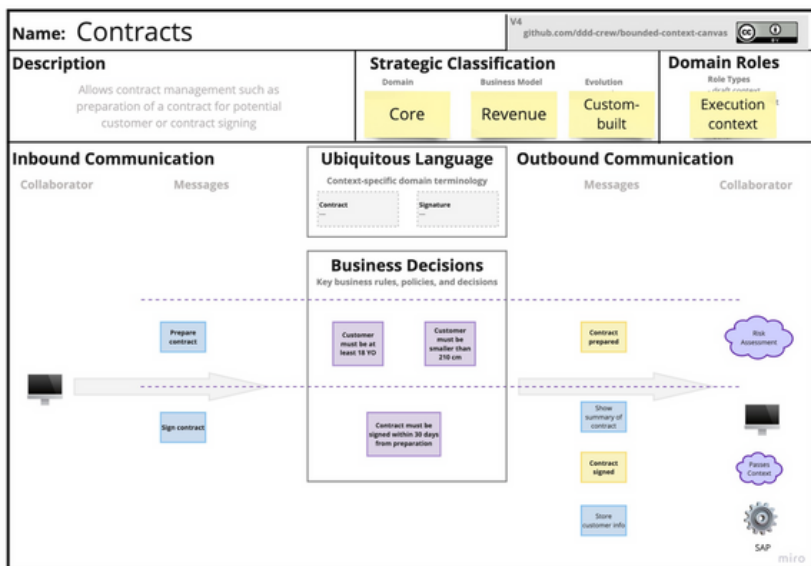 Name: Contracts
V4
github.com/ddd-crew/bounded-context-canvas
cc
BY
Description
Allows contract management such as
preparation of a contract for potential
customer or contract signing
Strategic Classification
Domain
Business Model
Evolution
Core
Revenue
Custom-
built
Domain Roles
Role Types
- draft context
Execution
context
Inbound Communication
Collaborator
Messages
Ubiquitous Language
Context-specific domain terminology
Contract
Signature
Outbound Communication
Messages
Collaborator
Business Decisions
Key business rules, policies, and decisions
Prepare
contract
Customer
must be at
least 18 YO
Customer
must be
smaller than
210 cm
Contract
prepared
Risk
Assessment
Sign contract
Contract must be
signed within 30 days
from preparation
Show
summary of
contract
Contract
signed
Passes
Context
Store
customer info
SAP
miro